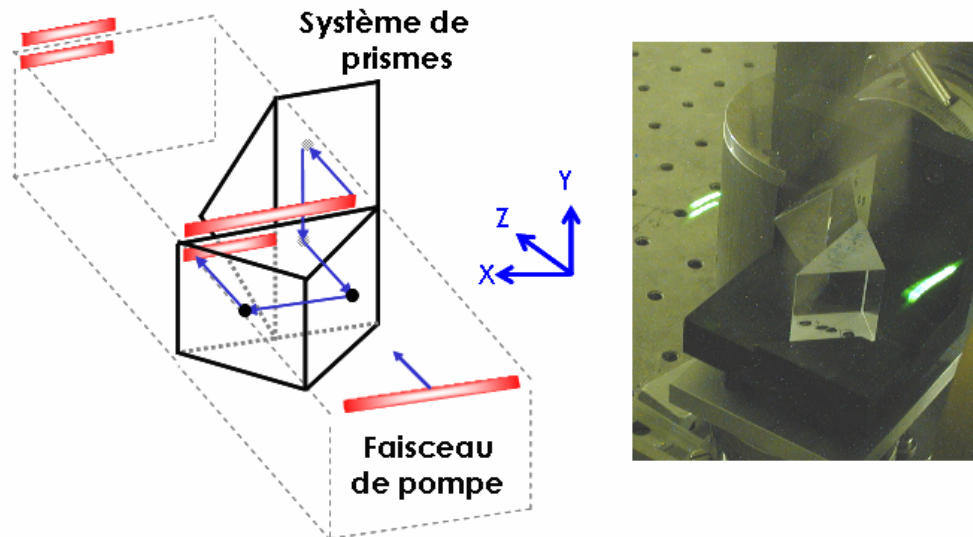 Système de
prismes
Y
Z
X
Faisceau
de pompe